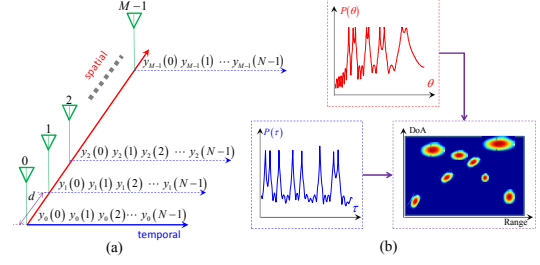 M−1
spatial
y_{M−1}(0) y_{M−1}(1) ⋯ y_{M−1}(N−1)
2
y_2(0) y_2(1) y_2(2) ⋯ y_2(N−1)
1
y_1(0) y_1(1) y_1(2) ⋯ y_1(N−1)
0
d
y_0(0) y_0(1) y_0(2)⋯ y_0(N−1)
temporal
(a)
P(θ)
θ
P(τ)
τ
DoA
Range
(b)